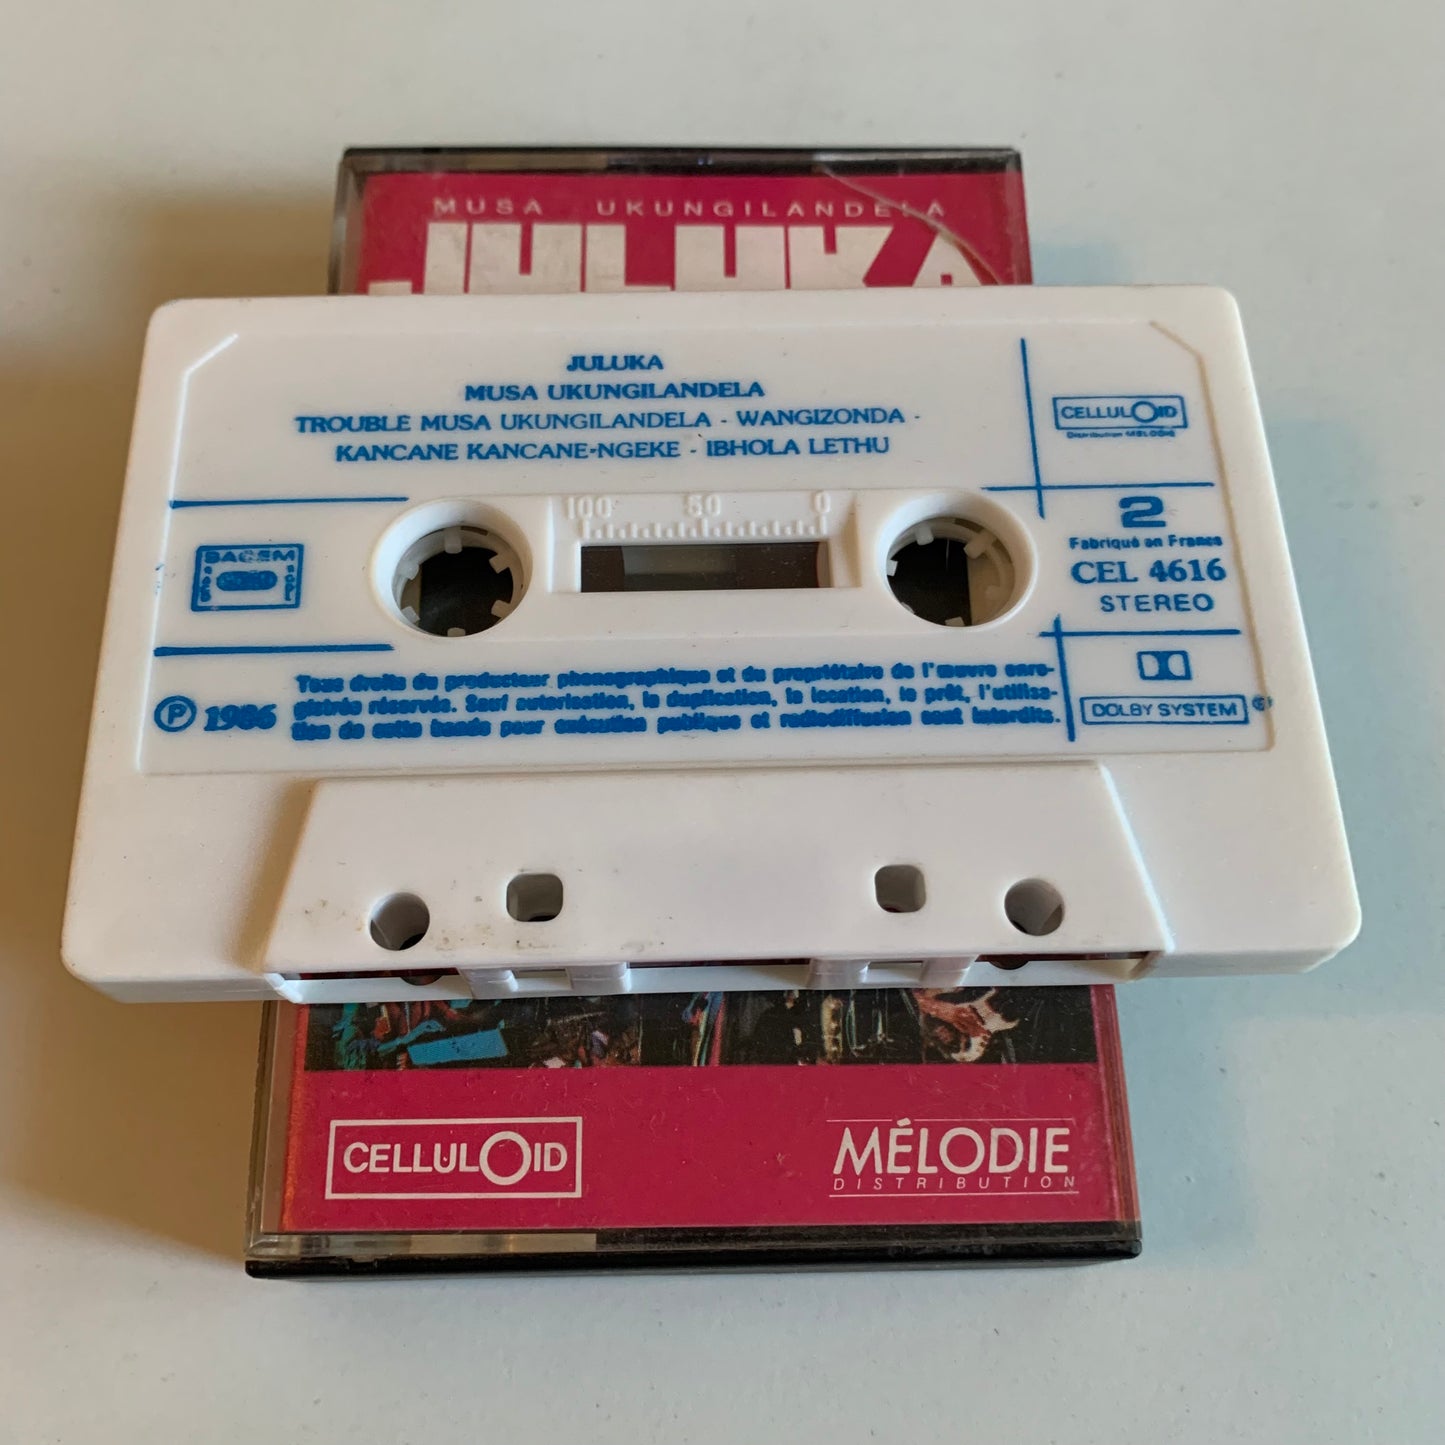 MUSA UKUNGILANDELA
JULUKA
JULUKA
MUSA UKUNGILANDELA
TROUBLE MUSA UKUNGILANDELA - WANGIZONDA -
KANCANE KANCANE-NGEKE - IBHOLA LETHU
CELLULOID
Distribution MELODIE
100 50 0
2
Fabriqué en France
CEL 4616
STEREO
SACEM
DOLBY SYSTEM
Ⓟ 1986
Tous droits du producteur phonographique et du propriétaire de l'œuvre enre-
gistrée réservés. Sauf autorisation, la duplication, la location, le prêt, l'utilisa-
tion de cette bande pour exécution publique et radiodiffusion sont interdits.
CELLULOID
MÉLODIE
DISTRIBUTION